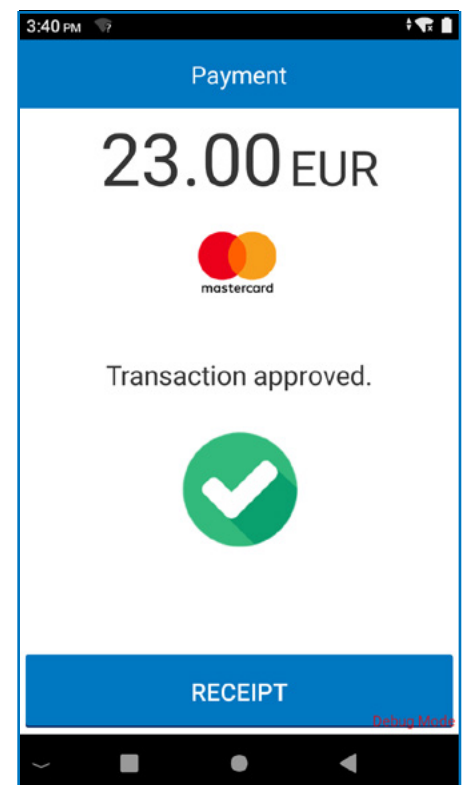 3:40 PM
Payment
23.00 EUR
mastercard
Transaction approved.
RECEIPT
Debug Mode